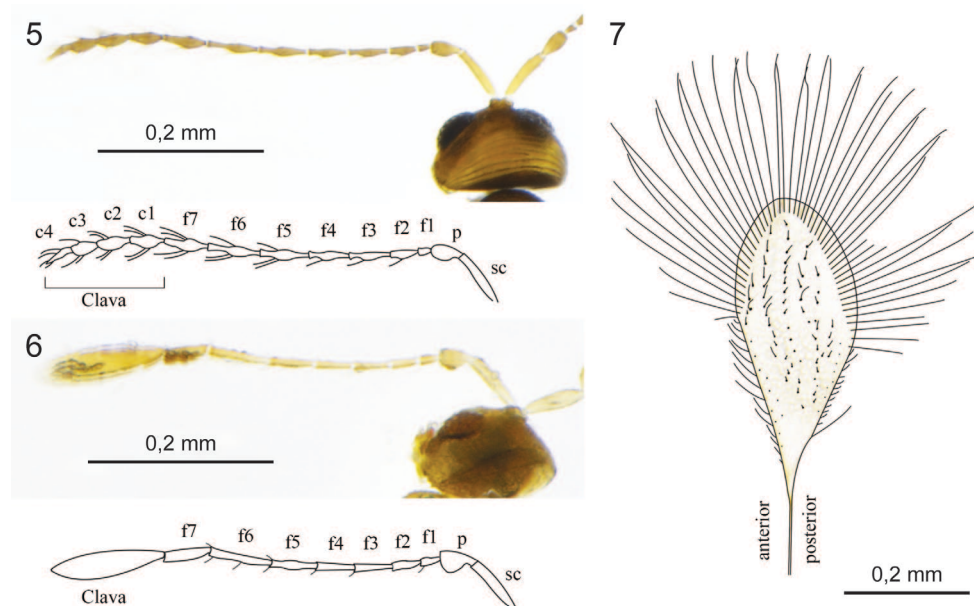 5
0,2 mm
c4 c3 c2 c1 f7 f6 f5 f4 f3 f2 f1 p
sc
Clava
6
0,2 mm
f7 f6 f5 f4 f3 f2 f1 p
sc
Clava
7
anterior
posterior
0,2 mm